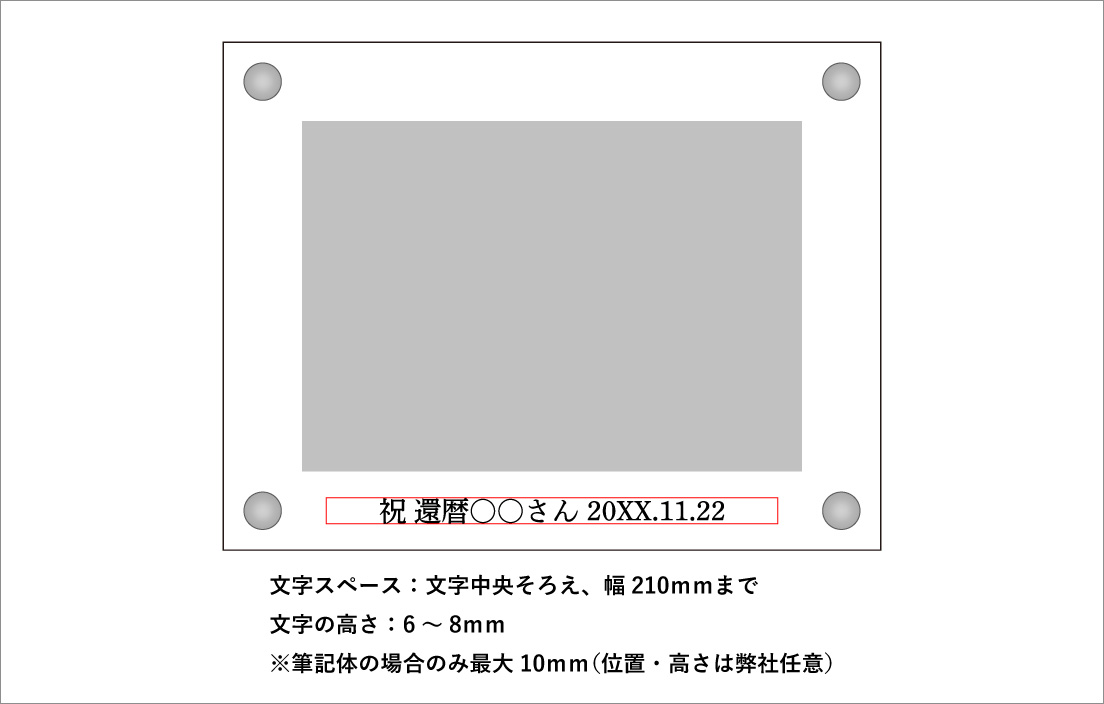 祝 還暦〇〇さん 20XX.11.22
文字スペース：文字中央そろえ、幅 210mmまで
文字の高さ：6 ～ 8mm
※筆記体の場合のみ最大 10mm（位置・高さは弊社任意）